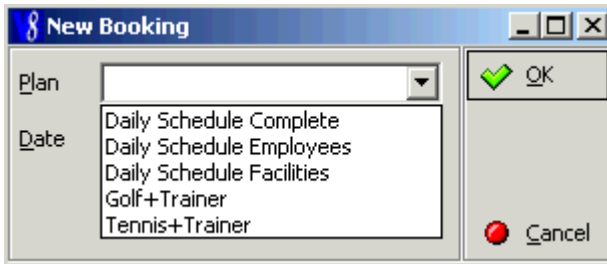 New Booking
Plan
OK
Date
Daily Schedule Complete
Daily Schedule Employees
Daily Schedule Facilities
Golf+Trainer
Tennis+Trainer
Cancel